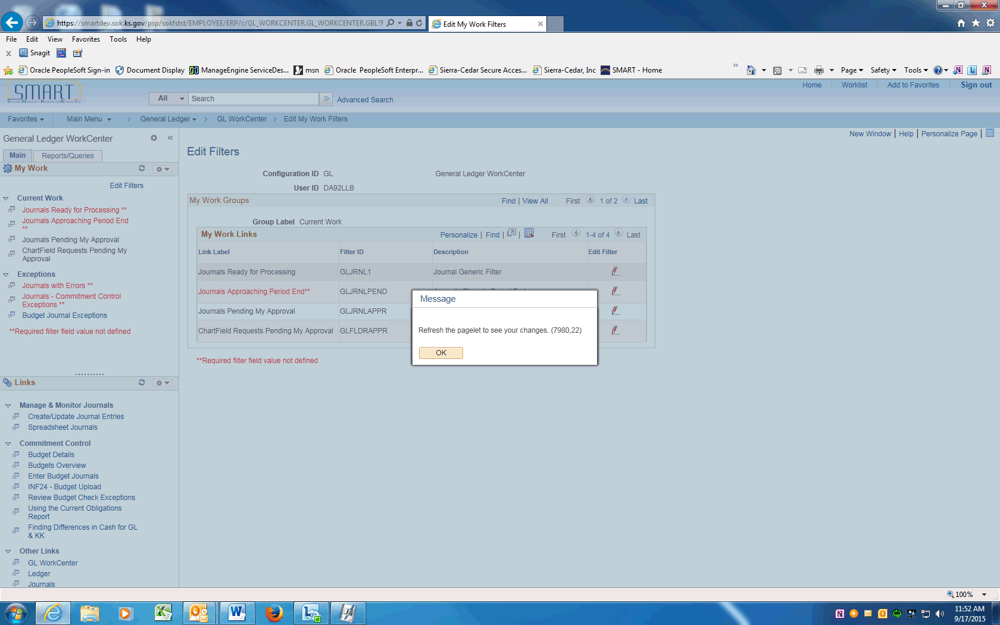 https://smartdev.sok.ks.gov/psp/sokfstst/EMPLOYEE/ERP/c/GL_WORKCENTER.GL_WORKCENTER.GBL?F
Edit My Work Filters
File Edit View Favorites Tools Help
x Snagit
Oracle PeopleSoft Sign-in Document Display ManageEngine ServiceDes... msn Oracle PeopleSoft Enterpr... Sierra-Cedar Secure Acces... Sierra-Cedar, Inc SMART - Home
Page Safety Tools
SMART
All Search » Advanced Search
Home Worklist Add to Favorites Sign out
Favorites Main Menu > General Ledger > GL WorkCenter > Edit My Work Filters
New Window | Help | Personalize Page |
General Ledger WorkCenter «
Main Reports/Queries
My Work
Edit Filters
Current Work
Journals Ready for Processing **
Journals Approaching Period End
**
Journals Pending My Approval
ChartField Requests Pending My
Approval
Exceptions
Journals with Errors **
Journals - Commitment Control
Exceptions **
Budget Journal Exceptions
**Required filter field value not defined
Links
Manage & Monitor Journals
Create/Update Journal Entries
Spreadsheet Journals
Commitment Control
Budget Details
Budgets Overview
Enter Budget Journals
INF24 - Budget Upload
Review Budget Check Exceptions
Using the Current Obligations
Report
Finding Differences in Cash for GL
& KK
Other Links
GL WorkCenter
Ledger
Journals
Edit Filters
Configuration ID GL General Ledger WorkCenter
User ID DA92LLB
My Work Groups Find | View All First 1 of 2 Last
Group Label Current Work
My Work Links Personalize | Find | | First 1-4 of 4 Last
Link Label Filter ID Description Edit Filter
Journals Ready for Processing GLJRNL1 Journal Generic Filter
Journals Approaching Period End** GLJRNLPEND
Journals Pending My Approval GLJRNLAPPR
ChartField Requests Pending My Approval GLFLDRAPPR
**Required filter field value not defined
Message
Refresh the pagelet to see your changes. (7980,22)
OK
100%
11:52 AM
9/17/2015